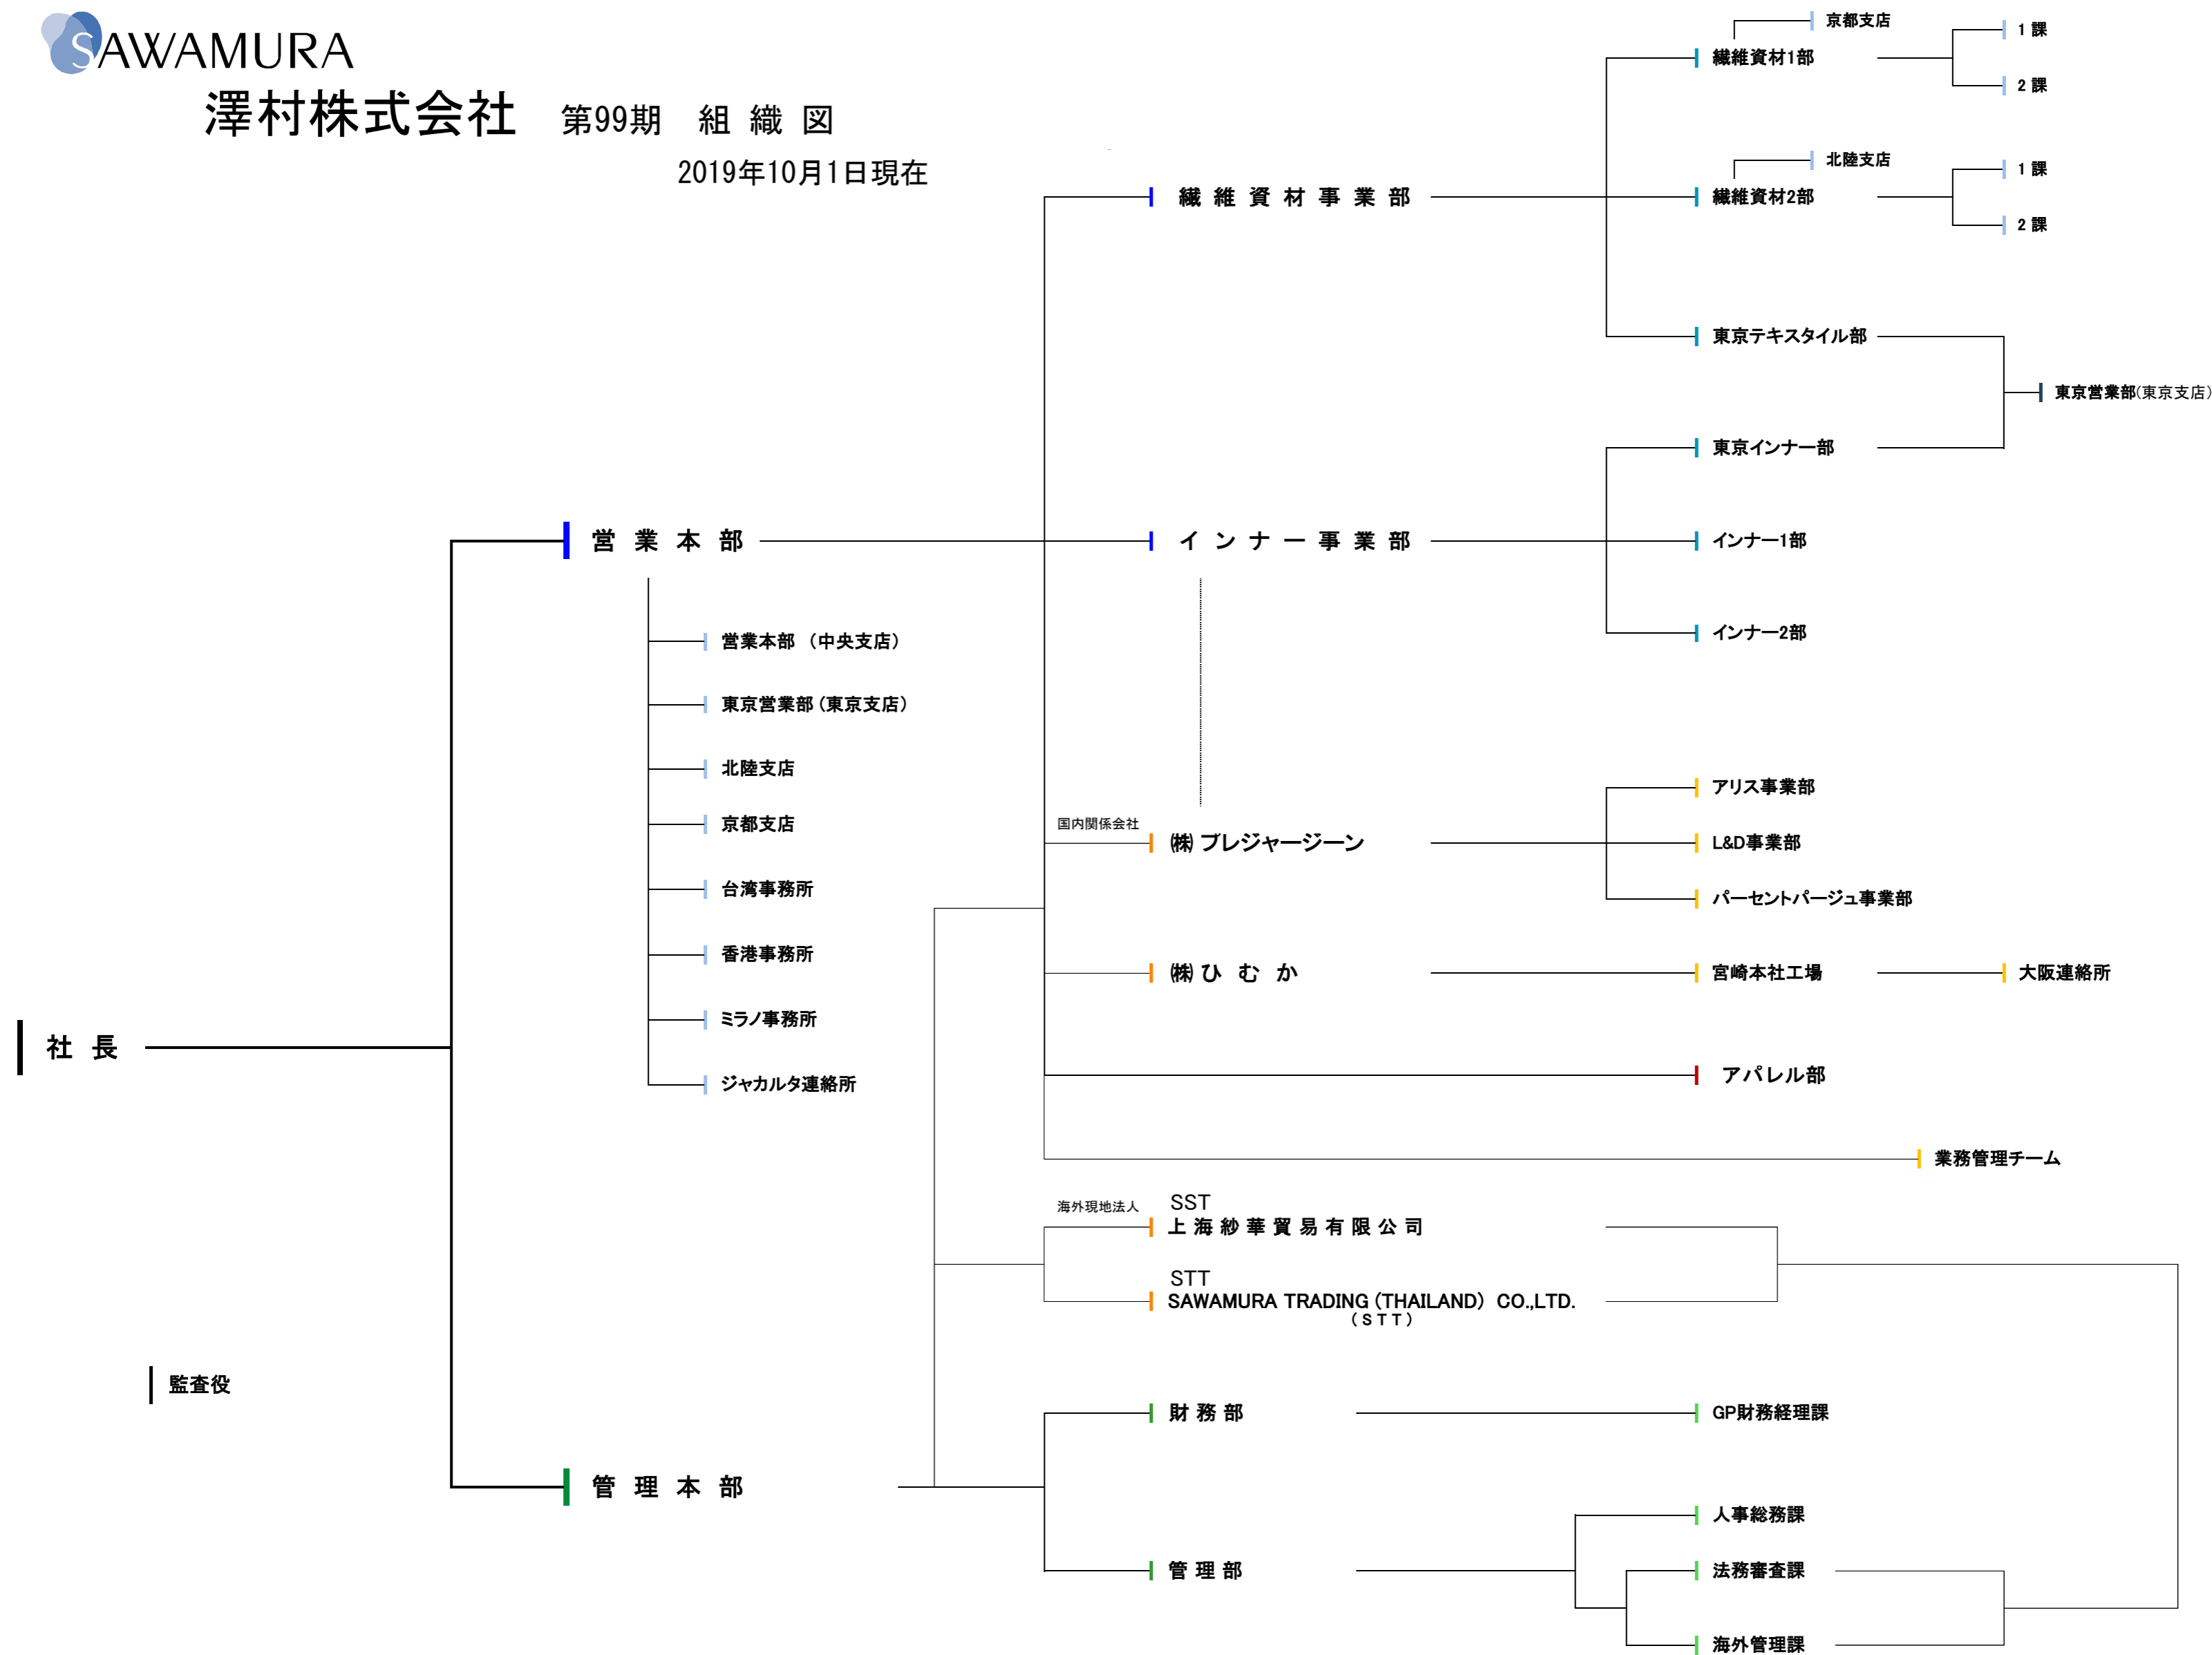 SAWAMURA
澤村株式会社 第99期 組 織 図
2019年10月1日現在
京都支店
繊維資材1部
1 課
2 課
北陸支店
繊維資材事業部
繊維資材2部
1 課
2 課
東京テキスタイル部
東京営業部(東京支店)
東京インナー部
営 業 本 部
インナー事業部
インナー1部
インナー2部
営業本部 (中央支店)
東京営業部(東京支店)
北陸支店
京都支店
台湾事務所
香港事務所
ミラノ事務所
ジャカルタ連絡所
国内関係会社
㈱ プレジャージーン
アリス事業部
L&D事業部
パーセントパージュ事業部
㈱ ひ む か
宮崎本社工場
大阪連絡所
社 長
アパレル部
業務管理チーム
海外現地法人
SST
上海紗華貿易有限公司
STT
SAWAMURA TRADING (THAILAND) CO.,LTD.
(STT)
監査役
財 務 部
GP財務経理課
管 理 本 部
人事総務課
管 理 部
法務審査課
海外管理課